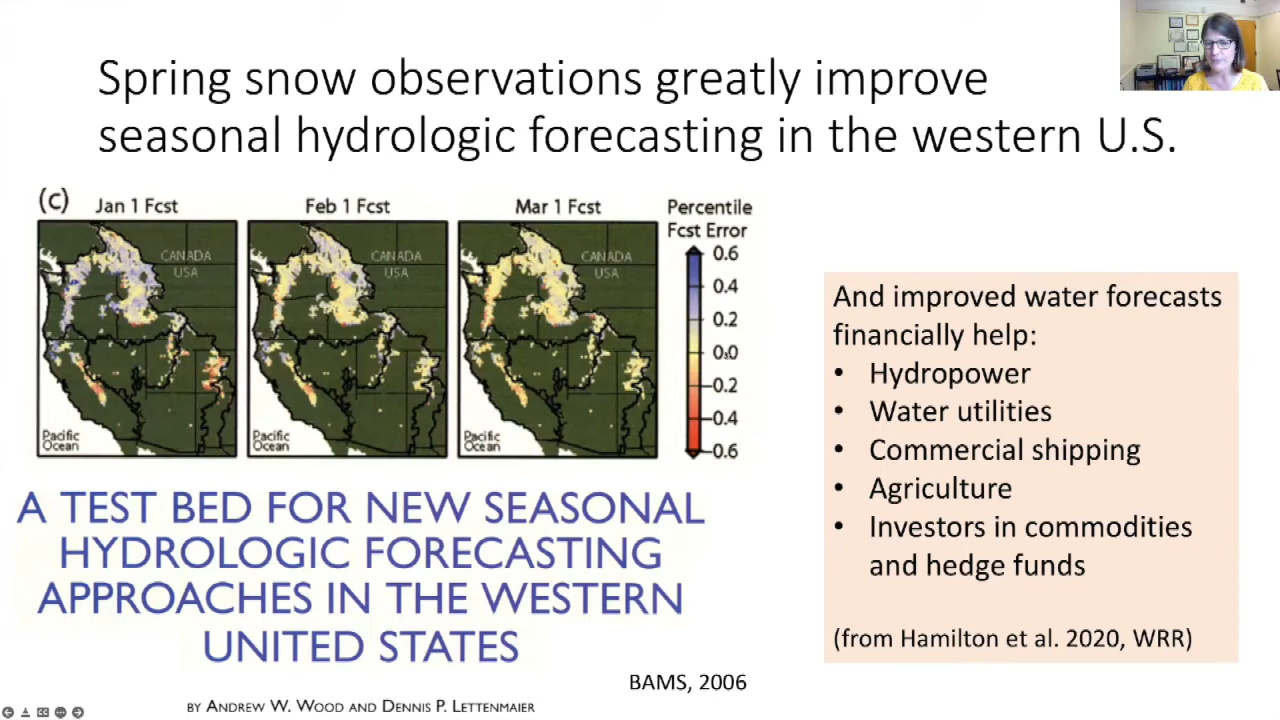 Spring snow observations greatly improve
seasonal hydrologic forecasting in the western U.S.
(c)
Jan 1 Fcst
Feb 1 Fcst
Mar 1 Fcst
Percentile
Fcst Error
CANADA
USA
Pacific
Ocean
CANADA
USA
Pacific
Ocean
CANADA
USA
Pacific
Ocean
0.6
0.4
0.2
0.0
-0.2
-0.4
-0.6
A TEST BED FOR NEW SEASONAL
HYDROLOGIC FORECASTING
APPROACHES IN THE WESTERN
UNITED STATES
BY ANDREW W. WOOD AND DENNIS P. LETTENMAIER
BAMS, 2006
And improved water forecasts
financially help:
• Hydropower
• Water utilities
• Commercial shipping
• Agriculture
• Investors in commodities
and hedge funds
(from Hamilton et al. 2020, WRR)